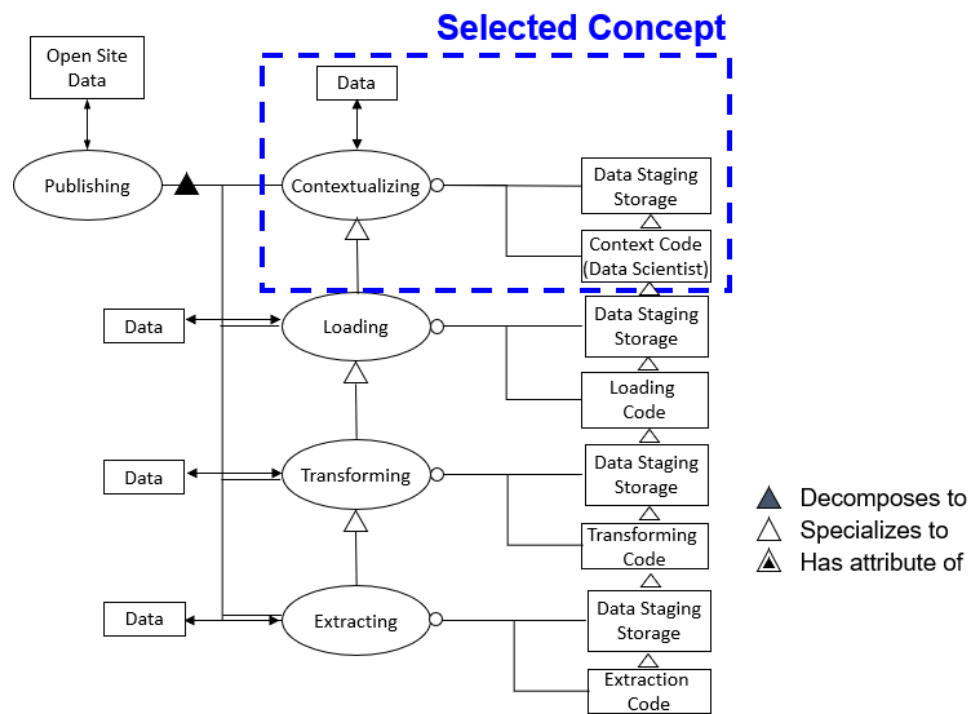 Selected Concept
Open Site
Data
Data
Publishing
Contextualizing
Data Staging
Storage
Context Code
(Data Scientist)
Data
Loading
Data Staging
Storage
Loading
Code
Data
Transforming
Data Staging
Storage
Transforming
Code
Data
Extracting
Data Staging
Storage
Extraction
Code
Decomposes to
Specializes to
Has attribute of